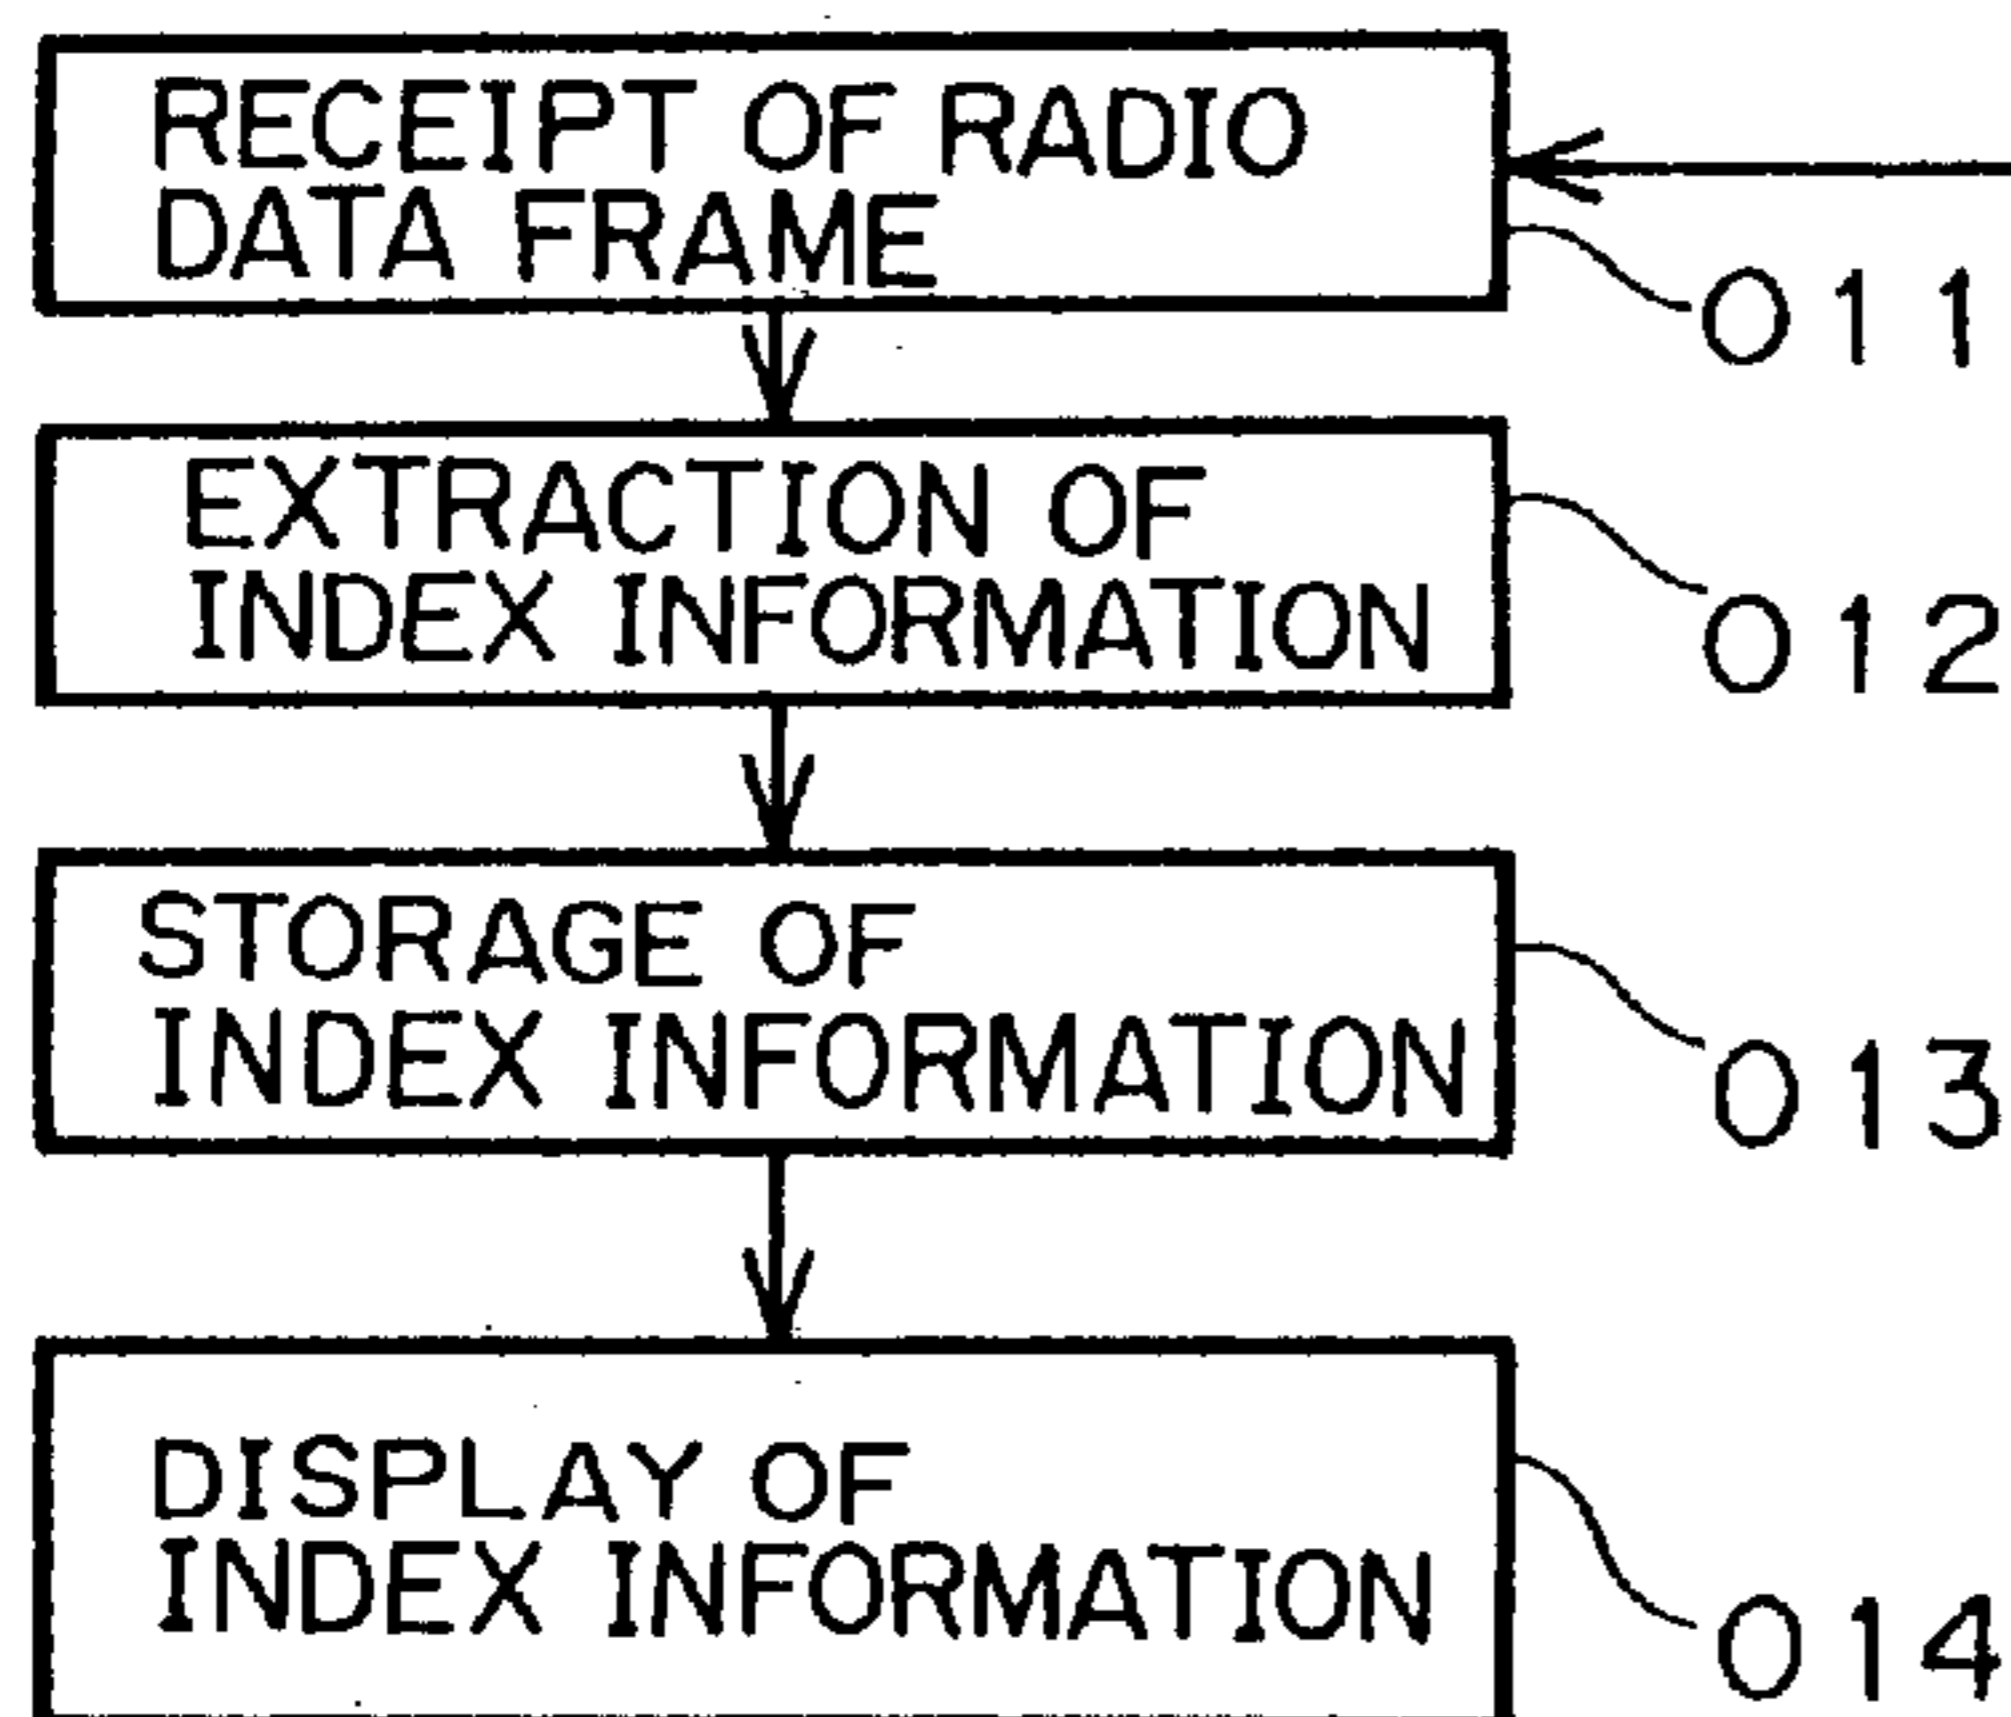 RECEIPT OF RADIO
DATA FRAME
011
EXTRACTION OF
INDEX INFORMATION
012
STORAGE OF
INDEX INFORMATION
013
DISPLAY OF
INDEX INFORMATION
014